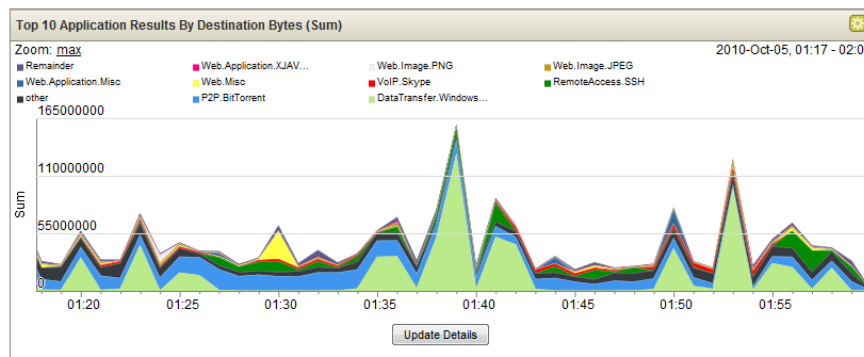 Top 10 Application Results By Destination Bytes (Sum)
Zoom: max 2010-Oct-05, 01:17 - 02:0
Remainder Web.Application.XJAV... Web.Image.PNG Web.Image.JPEG
Web.Application.Misc Web.Misc VoIP.Skype RemoteAccess.SSH
other P2P.BitTorrent DataTransfer.Windows...
165000000
110000000
55000000
0
Sum
01:20 01:25 01:30 01:35 01:40 01:45 01:50 01:55
Update Details